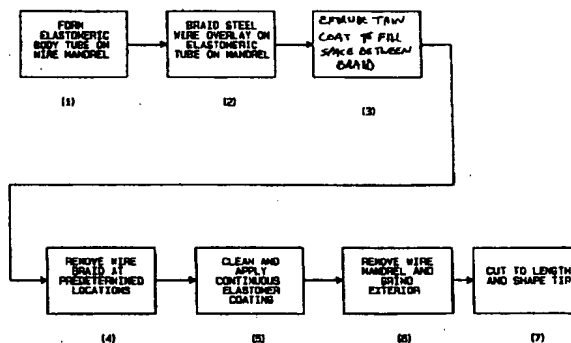 FORM
ELASTOMERIC
BODY TUBE ON
WIRE MANDREL
(1)
BRAID STEEL
WIRE OVERLAY ON
ELASTOMERIC
TUBE ON MANDREL
(2)
EXTRUDE THIN
COAT TO FILL
SPACE BETWEEN
BRAID
(3)
REMOVE WIRE
BRAID AT
PREDETERMINED
LOCATIONS
(4)
CLEAN AND
APPLY
CONTINUOUS
ELASTOMER
COATING
(5)
REMOVE WIRE
MANDREL AND
GRIND
EXTERIOR
(6)
CUT TO LENGTH
AND SHAPE TIP
(7)